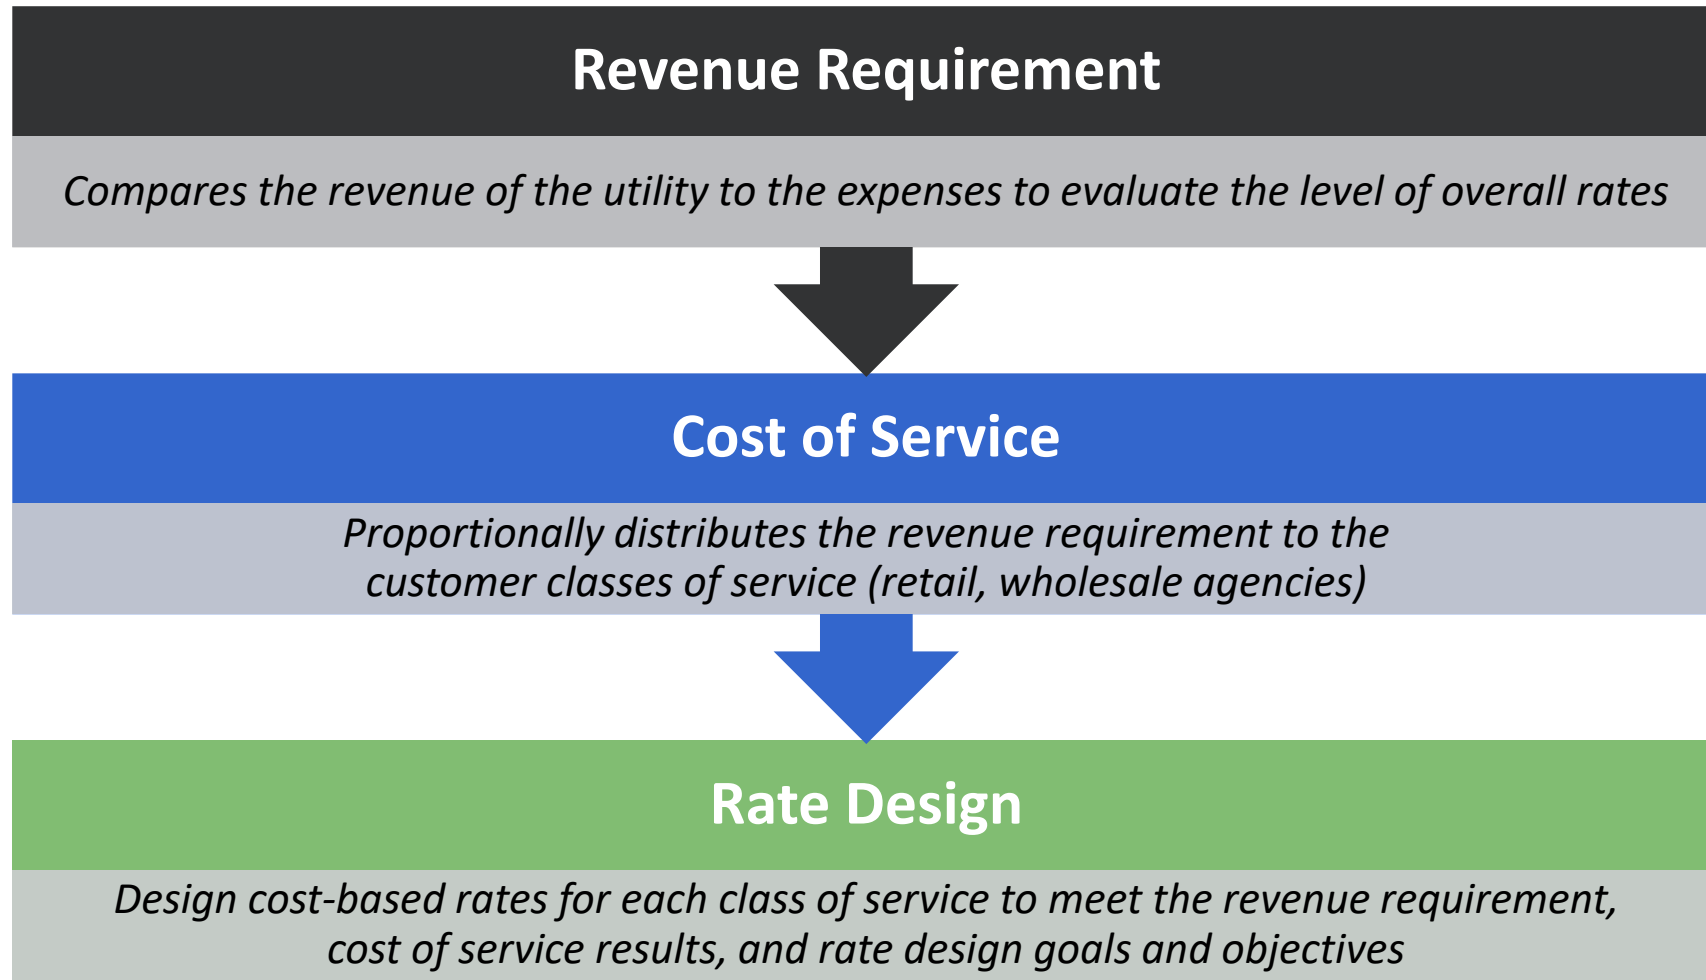 Revenue Requirement
Compares the revenue of the utility to the expenses to evaluate the level of overall rates
Cost of Service
Proportionally distributes the revenue requirement to the
customer classes of service (retail, wholesale agencies)
Rate Design
Design cost-based rates for each class of service to meet the revenue requirement,
cost of service results, and rate design goals and objectives